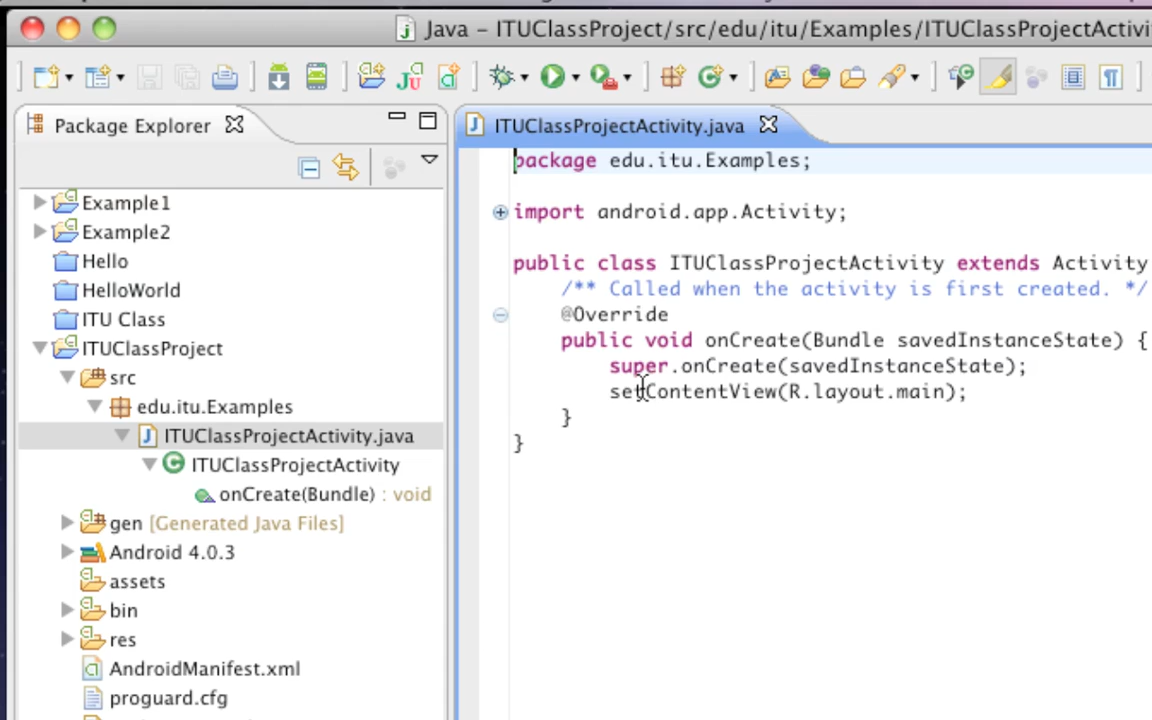 Java – ITUClassProject/src/edu/itu/Examples/ITUClassProjectActivi
Package Explorer
Example1
Example2
Hello
HelloWorld
ITU Class
ITUClassProject
src
edu.itu.Examples
ITUClassProjectActivity.java
ITUClassProjectActivity
onCreate(Bundle) : void
gen [Generated Java Files]
Android 4.0.3
assets
bin
res
AndroidManifest.xml
proguard.cfg
ITUClassProjectActivity.java
package edu.itu.Examples;
import android.app.Activity;
public class ITUClassProjectActivity extends Activity
/** Called when the activity is first created. */
@Override
public void onCreate(Bundle savedInstanceState) {
super.onCreate(savedInstanceState);
setContentView(R.layout.main);
}
}